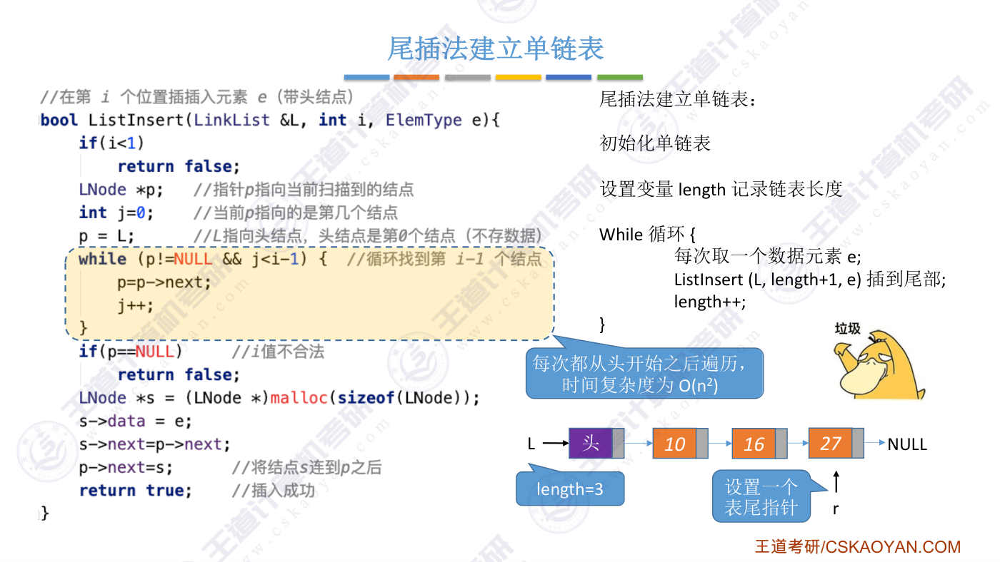 尾插法建立单链表
//在第 i 个位置插插入元素 e（带头结点）
bool ListInsert(LinkList &L, int i, ElemType e){
if(i<1)
return false;
LNode *p; //指针p指向当前扫描到的结点
int j=0; //当前p指向的是第几个结点
p = L; //L指向头结点，头结点是第0个结点（不存数据）
while (p!=NULL && j<i-1) { //循环找到第 i-1 个结点
p=p->next;
j++;
}
if(p==NULL) //i值不合法
return false;
LNode *s = (LNode *)malloc(sizeof(LNode));
s->data = e;
s->next=p->next;
p->next=s; //将结点s连到p之后
return true; //插入成功
}
尾插法建立单链表：
初始化单链表
设置变量 length 记录链表长度
While 循环 {
每次取一个数据元素 e;
ListInsert (L, length+1, e) 插到尾部;
length++;
}
每次都从头开始之后遍历，
时间复杂度为 O(n²)
垃圾
L 头 10 16 27 NULL
length=3
设置一个
表尾指针
r
王道考研/CSKAOYAN.COM
王道计算机考研
www.cskaoyan.com